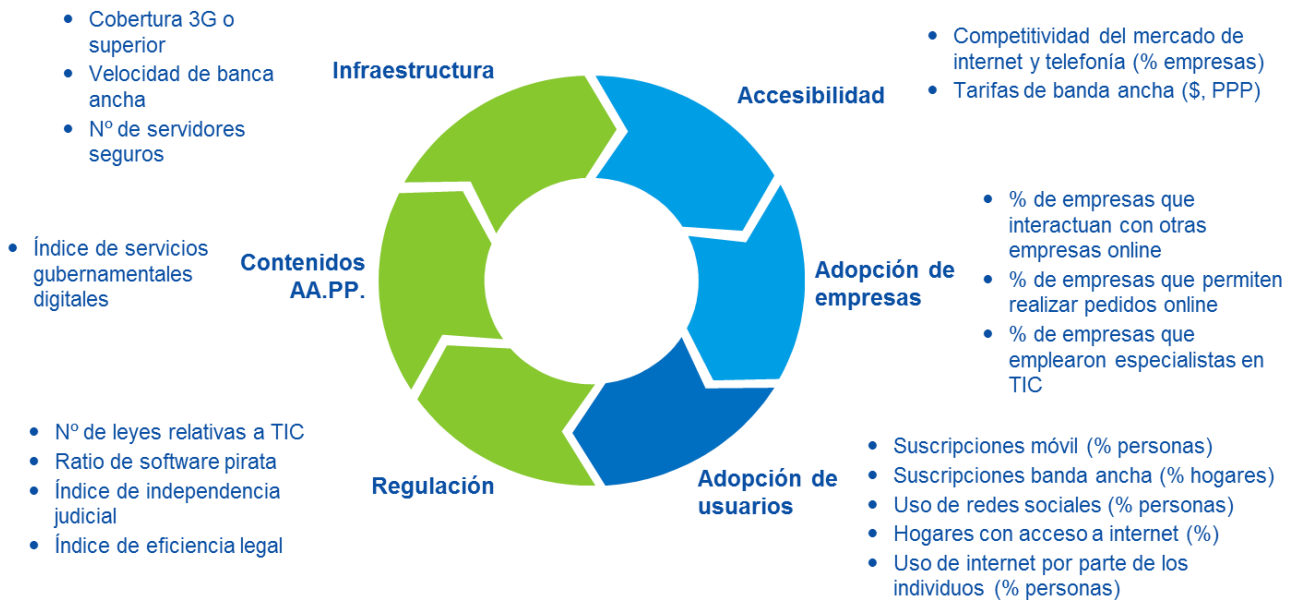 Infraestructura
• Cobertura 3G o
superior
• Velocidad de banca
ancha
• Nº de servidores
seguros
Accesibilidad
• Competitividad del mercado de
internet y telefonía (% empresas)
• Tarifas de banda ancha ($, PPP)
Adopción de
empresas
• % de empresas que
interactuan con otras
empresas online
• % de empresas que permiten
realizar pedidos online
• % de empresas que
emplearon especialistas en
TIC
Adopción de
usuarios
• Suscripciones móvil (% personas)
• Suscripciones banda ancha (% hogares)
• Uso de redes sociales (% personas)
• Hogares con acceso a internet (%)
• Uso de internet por parte de los
individuos (% personas)
Regulación
• Nº de leyes relativas a TIC
• Ratio de software pirata
• Índice de independencia
judicial
• Índice de eficiencia legal
Contenidos
AA.PP.
• Índice de servicios
gubernamentales
digitales